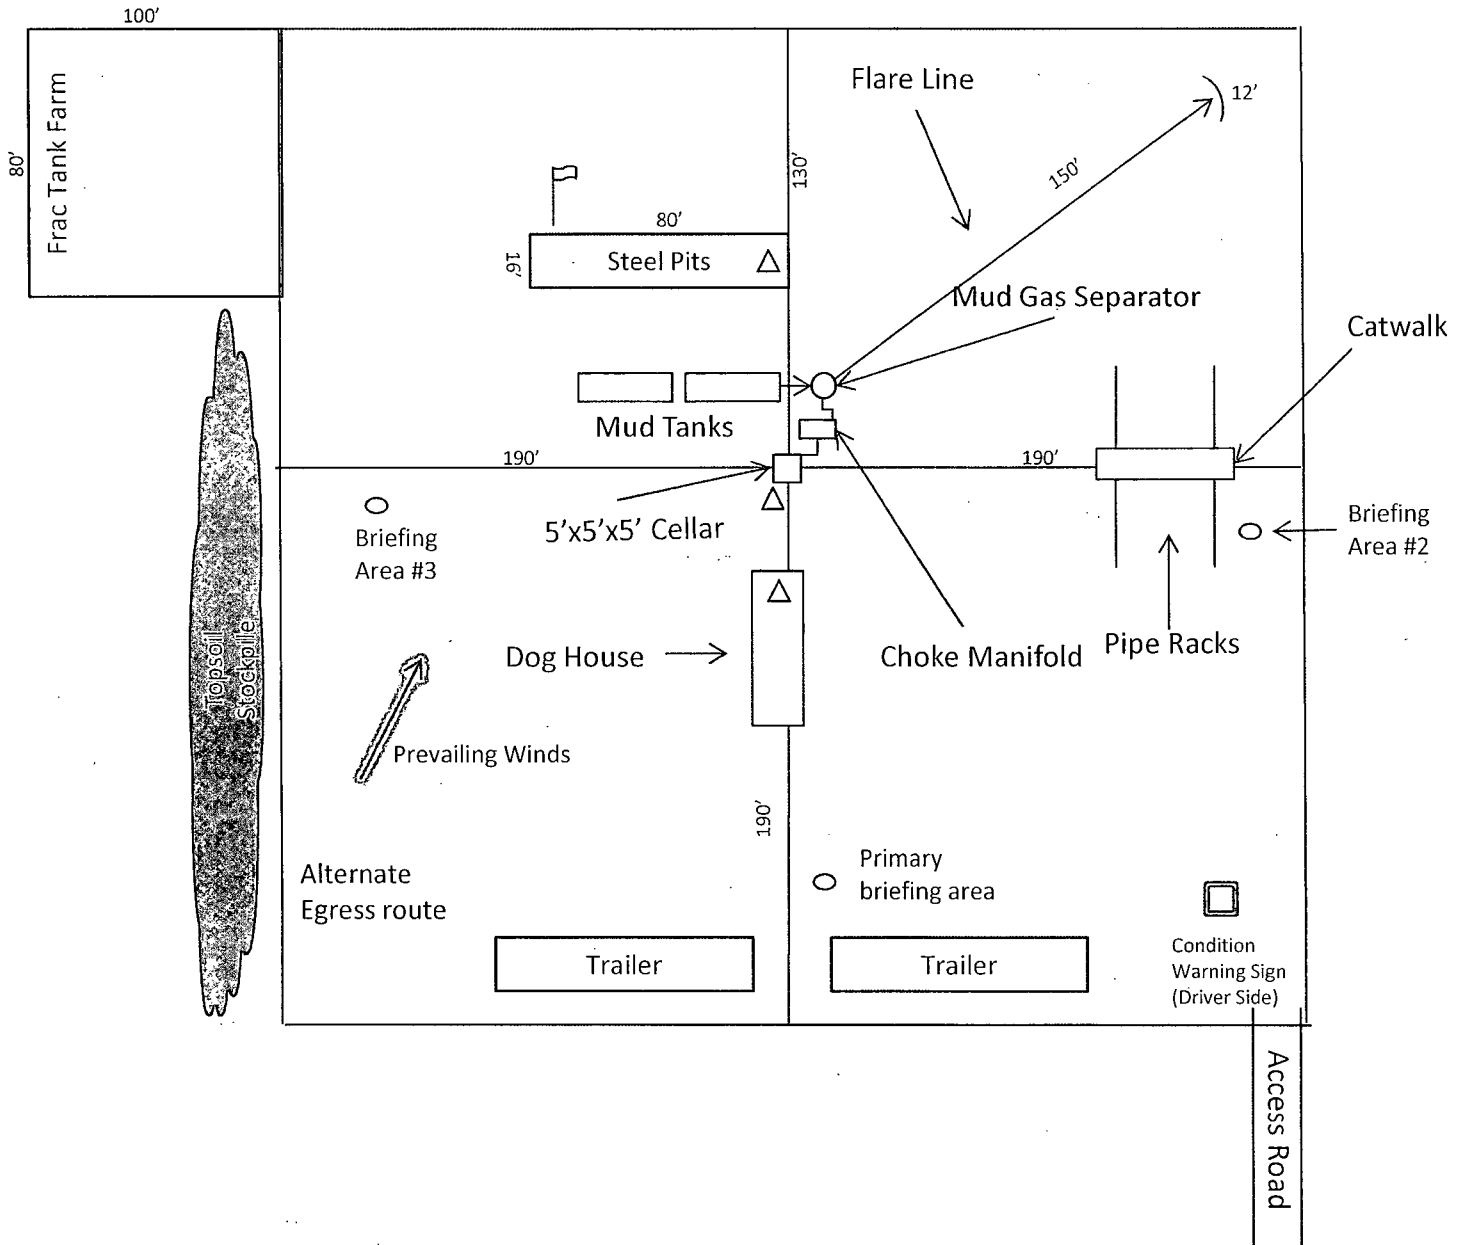 100'
Frac Tank Farm
80'
Flare Line
12'
150'
130'
80'
16'
Steel Pits
Mud Gas Separator
Catwalk
Mud Tanks
190'
190'
5'x5'x5' Cellar
Briefing
Area #3
Briefing
Area #2
Topsoil
Stockpile
Dog House
Choke Manifold
Pipe Racks
Prevailing Winds
190'
Alternate
Egress route
Primary
briefing area
Trailer
Trailer
Condition
Warning Sign
(Driver Side)
Access Road